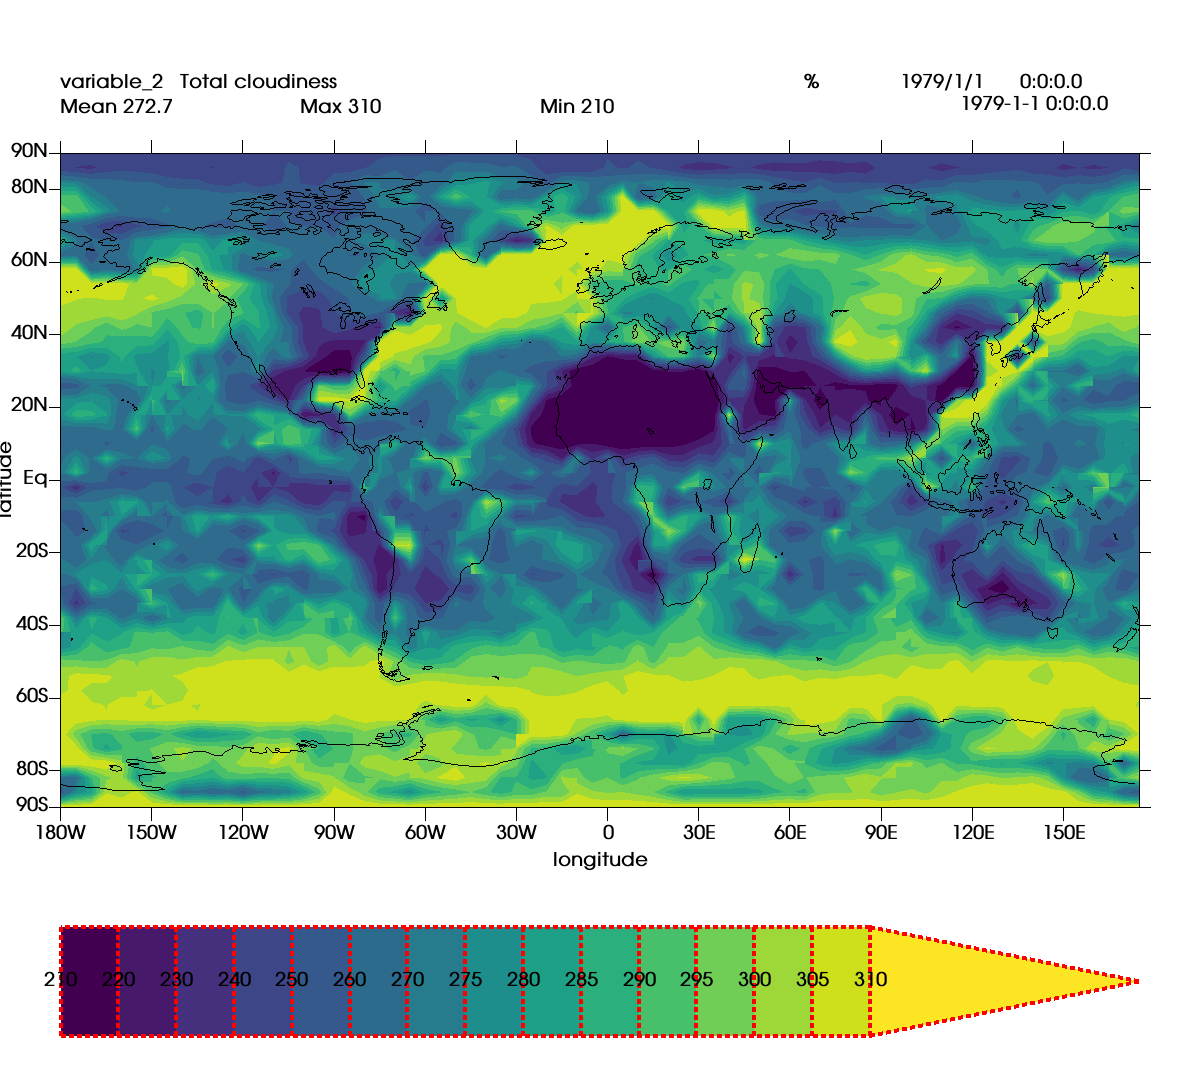 variable_2 Total cloudiness % 1979/1/1 0:0:0.0
Mean 272.7 Max 310 Min 210 1979-1-1 0:0:0.0
90N
80N
60N
40N
20N
Eq
20S
40S
60S
80S
90S
latitude
180W 150W 120W 90W 60W 30W 0 30E 60E 90E 120E 150E
longitude
210 220 230 240 250 260 270 275 280 285 290 295 300 305 310